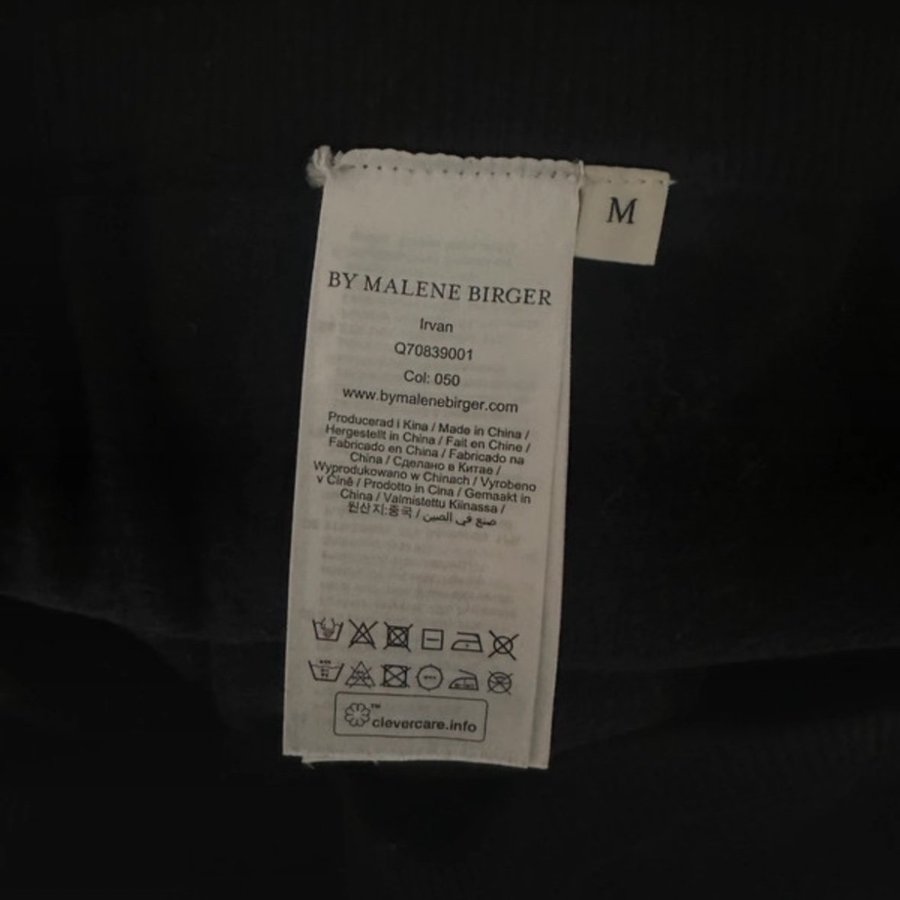 M
BY MALENE BIRGER
Irvan
Q70839001
Col: 050
www.bymalenebirger.com
Producerad i Kina / Made in China /
Hergestellt in China / Fait en Chine /
Fabricado en China / Fabricado na
China / Сделано в Китае /
Wyprodukowano w Chinach / Vyrobeno
v Číně / Prodotto in Cina / Gemaakt in
China / Valmistettu Kiinassa /
원산지:중국 / صنع في الصين
™
clevercare.info